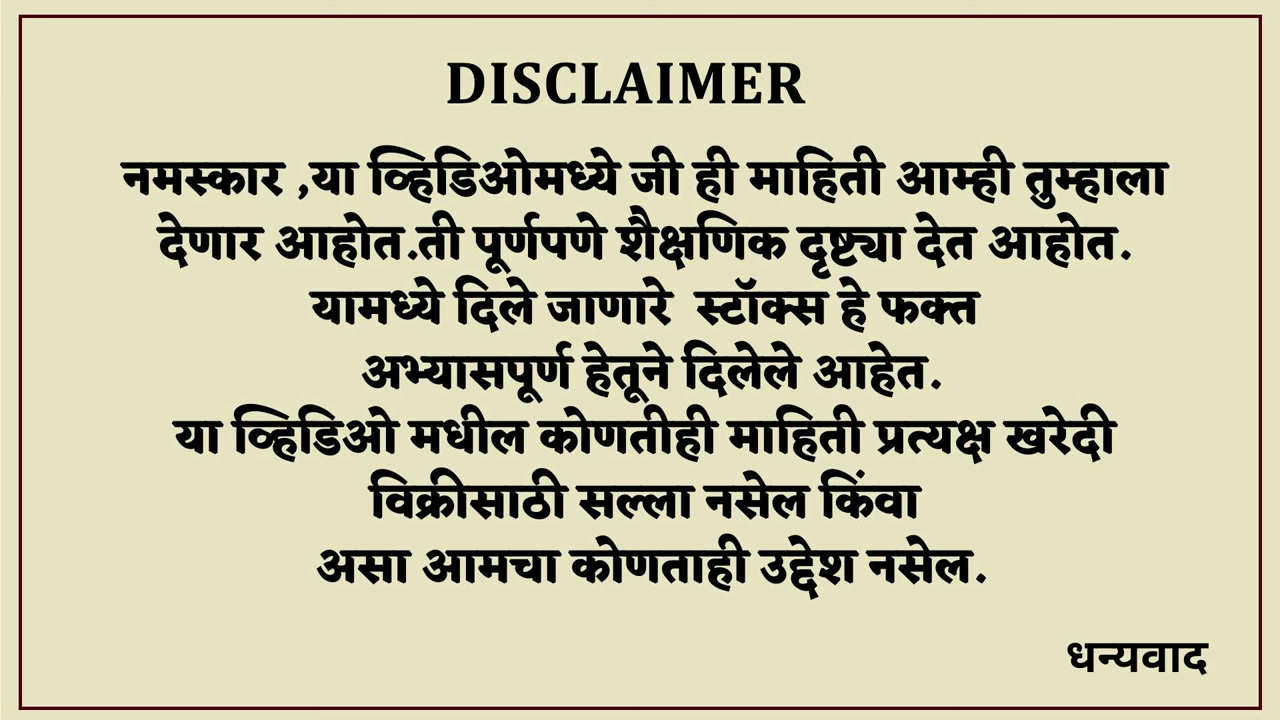 DISCLAIMER
नमस्कार ,या व्हिडिओमध्ये जी ही माहिती आम्ही तुम्हाला
देणार आहोत.ती पूर्णपणे शैक्षणिक दृष्ट्या देत आहोत.
यामध्ये दिले जाणारे  स्टॉक्स हे फक्त
अभ्यासपूर्ण हेतूने दिलेले आहेत.
या व्हिडिओ मधील कोणतीही माहिती प्रत्यक्ष खरेदी
विक्रीसाठी सल्ला नसेल किंवा
असा आमचा कोणताही उद्देश नसेल.
धन्यवाद